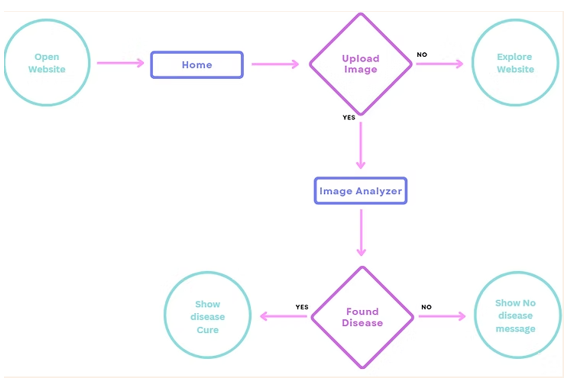 Open
Website
Home
Upload
Image
NO
Explore
Website
YES
Image Analyzer
Show
disease
Cure
YES
Found
Disease
NO
Show No
disease
message